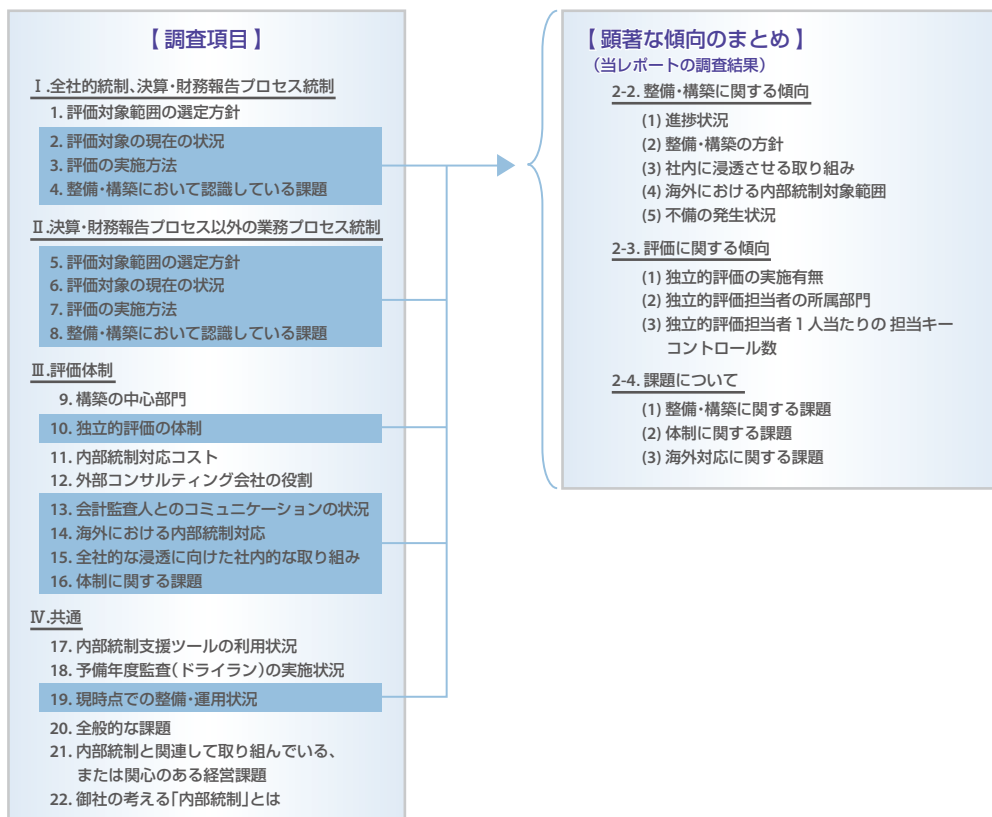 【調査項目】
Ⅰ.全社的統制、決算・財務報告プロセス統制
1. 評価対象範囲の選定方針
2. 評価対象の現在の状況
3. 評価の実施方法
4. 整備・構築において認識している課題
Ⅱ.決算・財務報告プロセス以外の業務プロセス統制
5. 評価対象範囲の選定方針
6. 評価対象の現在の状況
7. 評価の実施方法
8. 整備・構築において認識している課題
Ⅲ.評価体制
9. 構築の中心部門
10. 独立的評価の体制
11. 内部統制対応コスト
12. 外部コンサルティング会社の役割
13. 会計監査人とのコミュニケーションの状況
14. 海外における内部統制対応
15. 全社的な浸透に向けた社内的な取り組み
16. 体制に関する課題
Ⅳ.共通
17. 内部統制支援ツールの利用状況
18. 予備年度監査(ドライラン)の実施状況
19. 現時点での整備・運用状況
20. 全般的な課題
21. 内部統制と関連して取り組んでいる、
または関心のある経営課題
22. 御社の考える「内部統制」とは
【顕著な傾向のまとめ】
(当レポートの調査結果)
2-2. 整備・構築に関する傾向
(1) 進捗状況
(2) 整備・構築の方針
(3) 社内に浸透させる取り組み
(4) 海外における内部統制対象範囲
(5) 不備の発生状況
2-3. 評価に関する傾向
(1) 独立的評価の実施有無
(2) 独立的評価担当者の所属部門
(3) 独立的評価担当者1人当たりの 担当キー
コントロール数
2-4. 課題について
(1) 整備・構築に関する課題
(2) 体制に関する課題
(3) 海外対応に関する課題